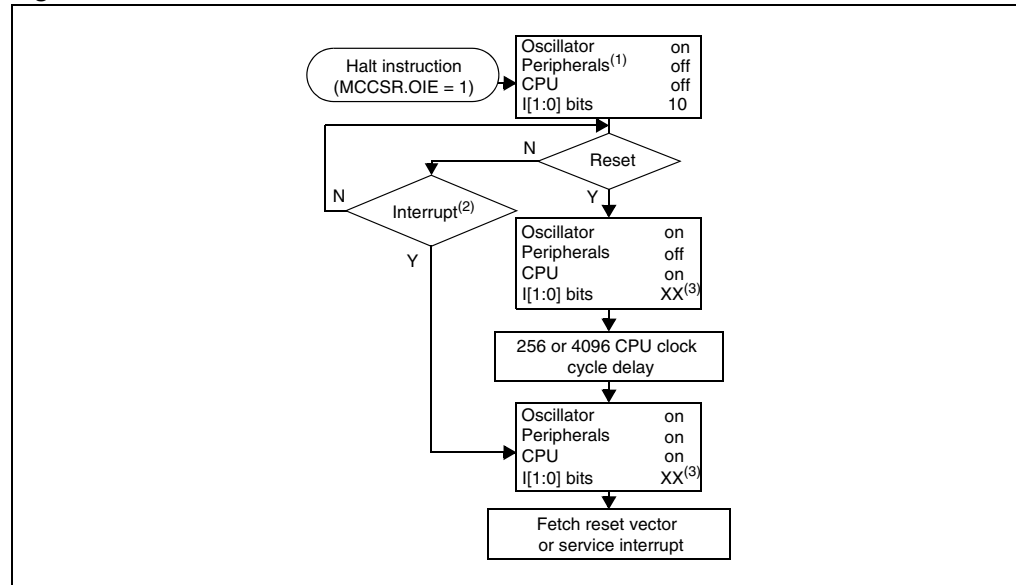 Halt instruction
(MCCSR.OIE = 1)
Oscillator on
Peripherals(1) off
CPU off
I[1:0] bits 10
N
Reset
N
Interrupt(2)
Y
Y
Oscillator on
Peripherals off
CPU on
I[1:0] bits XX(3)
256 or 4096 CPU clock
cycle delay
Oscillator on
Peripherals on
CPU on
I[1:0] bits XX(3)
Fetch reset vector
or service interrupt